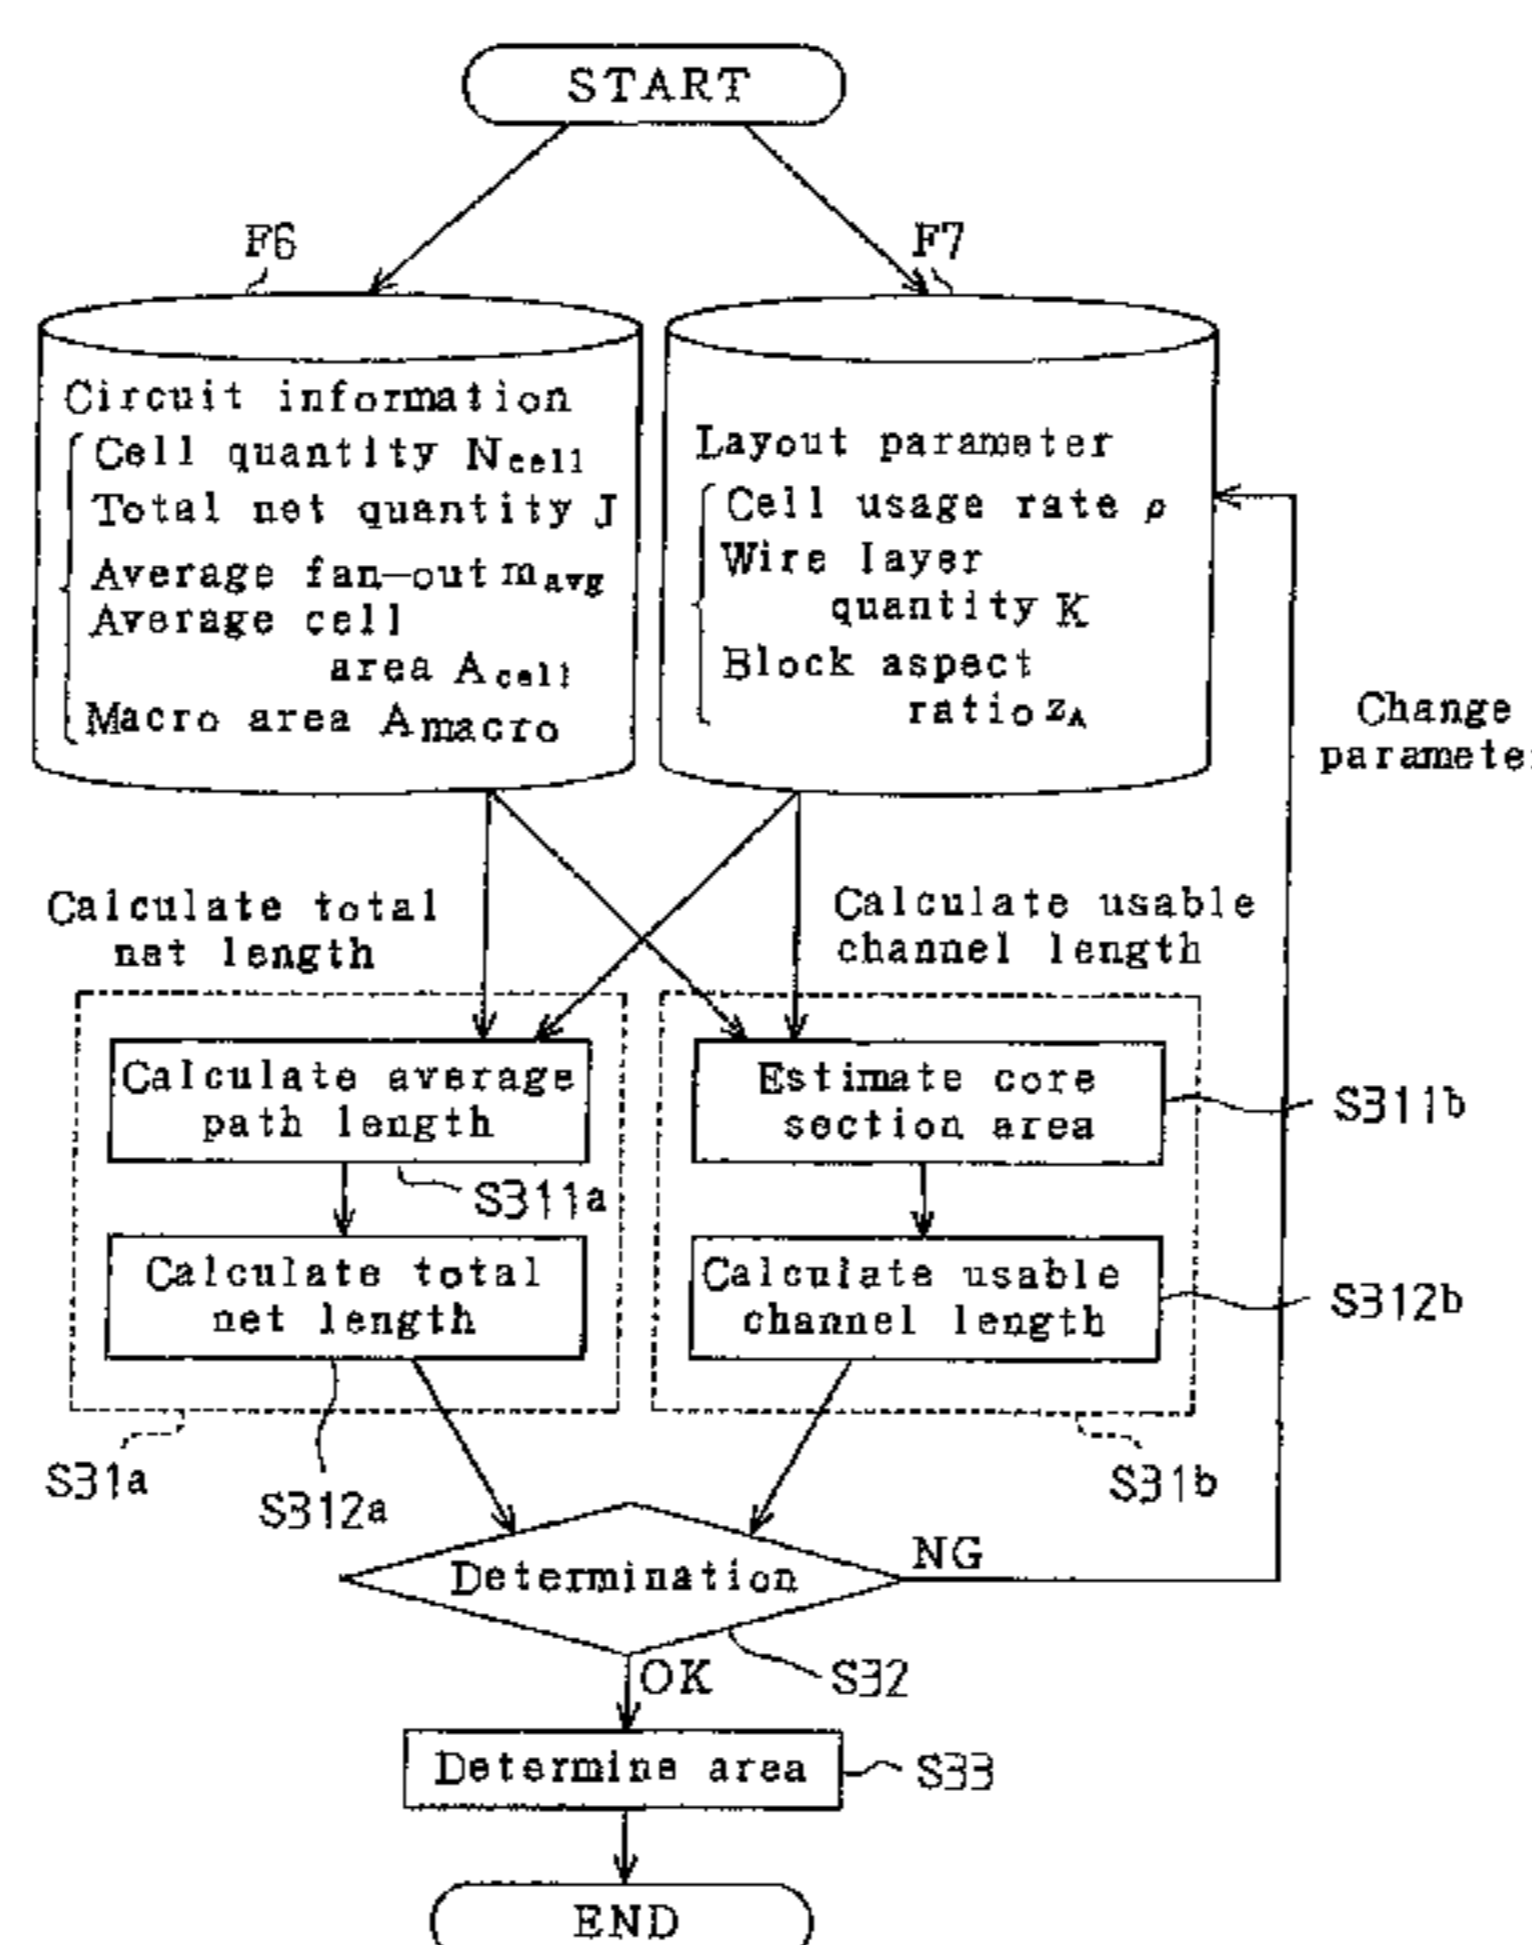 START
F6
F7
Circuit information
Cell quantity Ncell
Total net quantity J
Average fan-out mavg
Average cell
area Acell
Macro area Amacro
Layout parameter
Cell usage rate ρ
Wire layer
quantity K
Block aspect
ratio zA
Change
paramete
Calculate total
net length
Calculate usable
channel length
Calculate average
path length
S311a
Estimate core
section area
S311b
Calculate total
net length
Calculate usable
channel length
S312b
S31a
S312a
S31b
Determination
NG
OK
S32
Determine area
S33
END